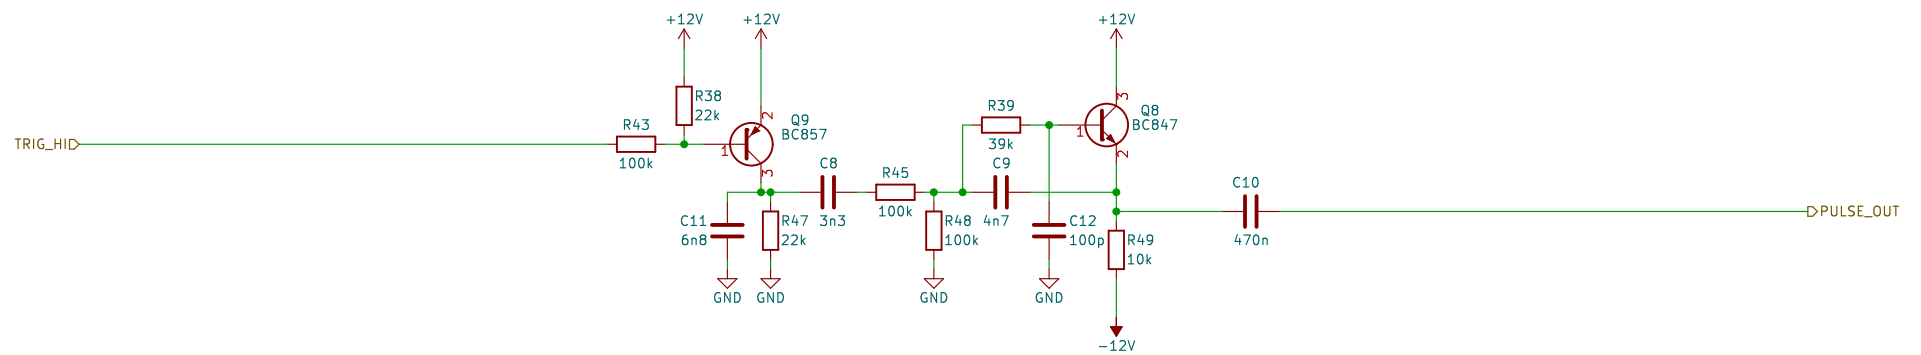 +12V
+12V
+12V
TRIG_HI
R43
100k
R38
22k
1
2
3
Q9
BC857
C11
6n8
GND
R47
22k
GND
C8
3n3
R45
100k
R48
100k
GND
R39
39k
C9
4n7
C12
100p
GND
1
3
2
Q8
BC847
R49
10k
-12V
C10
470n
PULSE_OUT